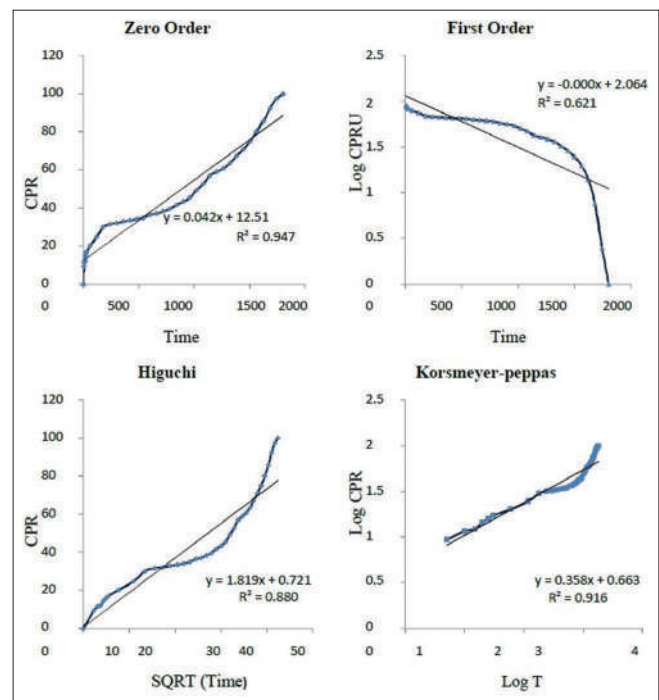 Zero Order
120
100
80
60
40
20
0
0
500
1000
1500
2000
CPR
Time
y = 0.042x + 12.51
R² = 0.947
First Order
2.5
2
1.5
1
0.5
0
0
500
1000
1500
2000
Log CPRU
Time
y = -0.000x + 2.064
R² = 0.621
Higuchi
120
100
80
60
40
20
0
0
10
20
30
40
50
CPR
SQRT (Time)
y = 1.819x + 0.721
R² = 0.880
Korsmeyer-peppas
2.5
2
1.5
1
0.5
0
0
1
2
3
4
Log CPR
Log T
y = 0.358x + 0.663
R² = 0.916